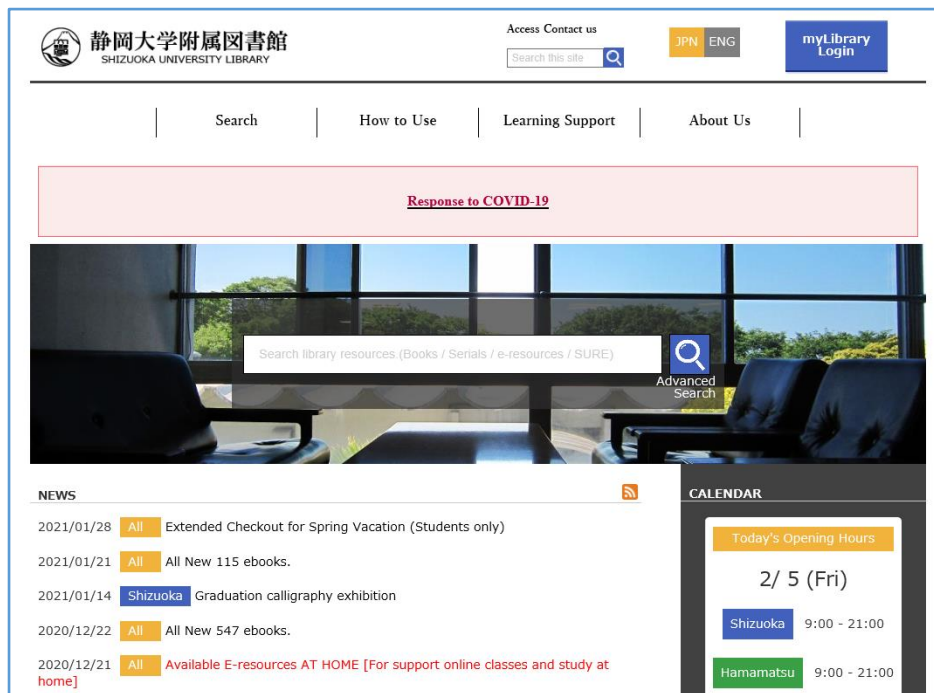 静岡大学附属図書館
SHIZUOKA UNIVERSITY LIBRARY
Access Contact us
Search this site
JPN ENG
myLibrary
Login
Search
How to Use
Learning Support
About Us
Response to COVID-19
Search library resources.(Books / Serials / e-resources / SURE)
Advanced
Search
NEWS
2021/01/28 All Extended Checkout for Spring Vacation (Students only)
2021/01/21 All All New 115 ebooks.
2021/01/14 Shizuoka Graduation calligraphy exhibition
2020/12/22 All All New 547 ebooks.
2020/12/21 All Available E-resources AT HOME [For support online classes and study at
home]
CALENDAR
Today's Opening Hours
2/ 5 (Fri)
Shizuoka 9:00 - 21:00
Hamamatsu 9:00 - 21:00